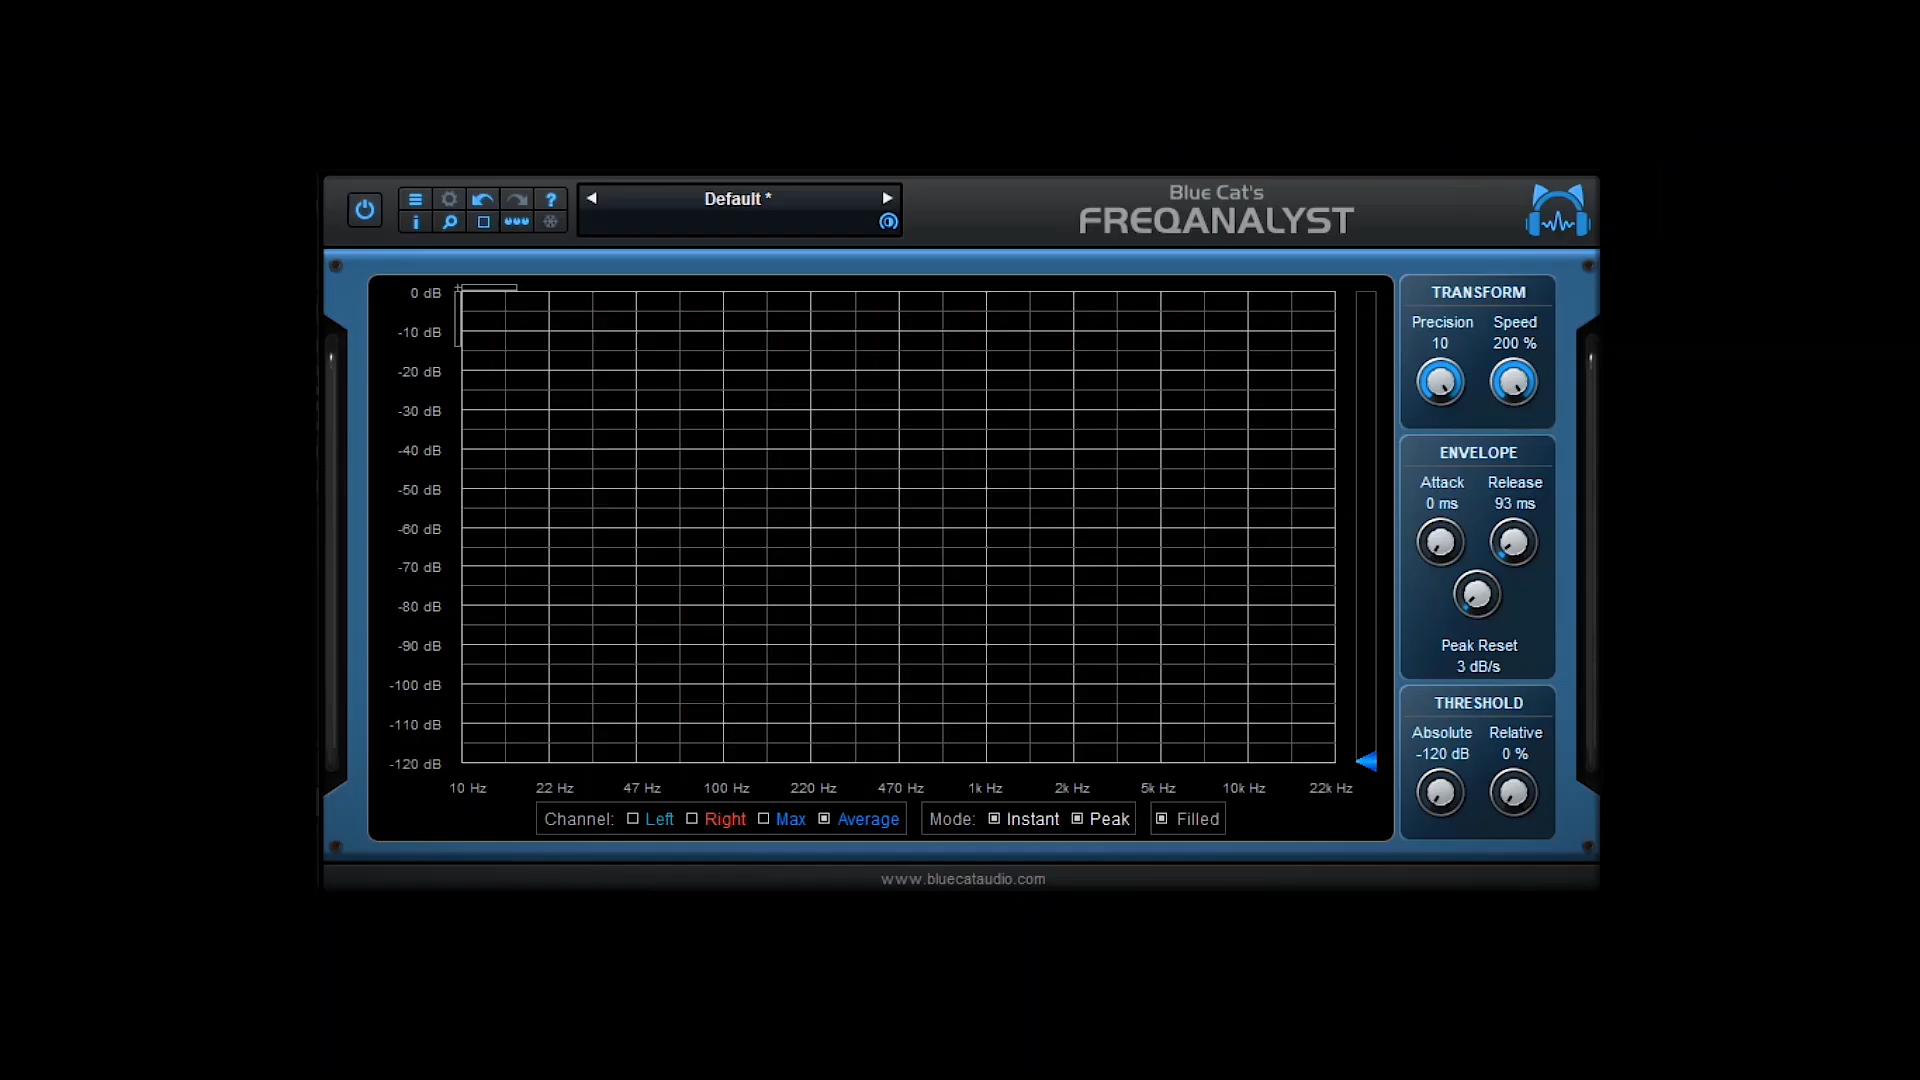 Default *
Blue Cat's
FREQANALYST
TRANSFORM
Precision Speed
10 200 %
ENVELOPE
Attack Release
0 ms 93 ms
Peak Reset
3 dB/s
THRESHOLD
Absolute Relative
-120 dB 0 %
0 dB
-10 dB
-20 dB
-30 dB
-40 dB
-50 dB
-60 dB
-70 dB
-80 dB
-90 dB
-100 dB
-110 dB
-120 dB
10 Hz 22 Hz 47 Hz 100 Hz 220 Hz 470 Hz 1k Hz 2k Hz 5k Hz 10k Hz 22k Hz
Channel: Left Right Max Average Mode: Instant Peak Filled
www.bluecataudio.com